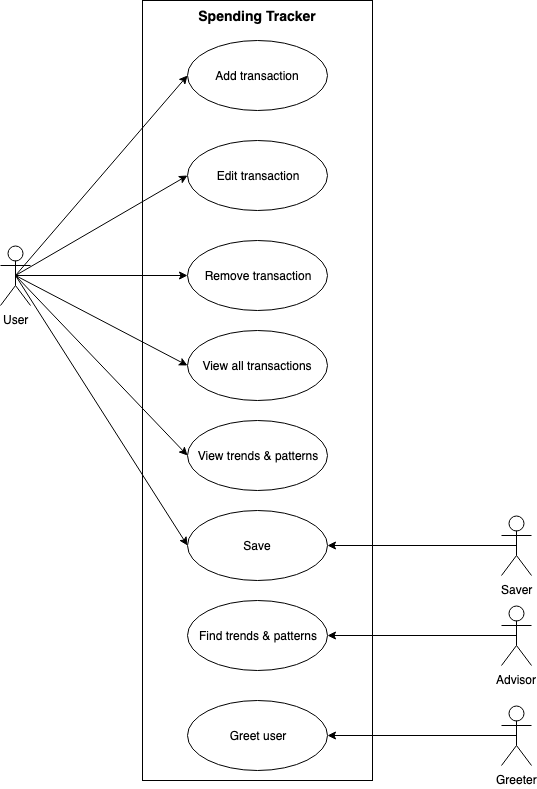 Spending Tracker
Add transaction
Edit transaction
Remove transaction
User
View all transactions
View trends & patterns
Save
Saver
Find trends & patterns
Advisor
Greet user
Greeter